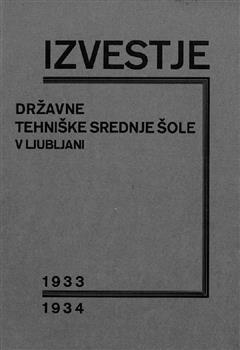 IZVESTJE
DRŽAVNE
TEHNIŠKE SREDNJE ŠOLE
V LJUBLJANI
1933
1934